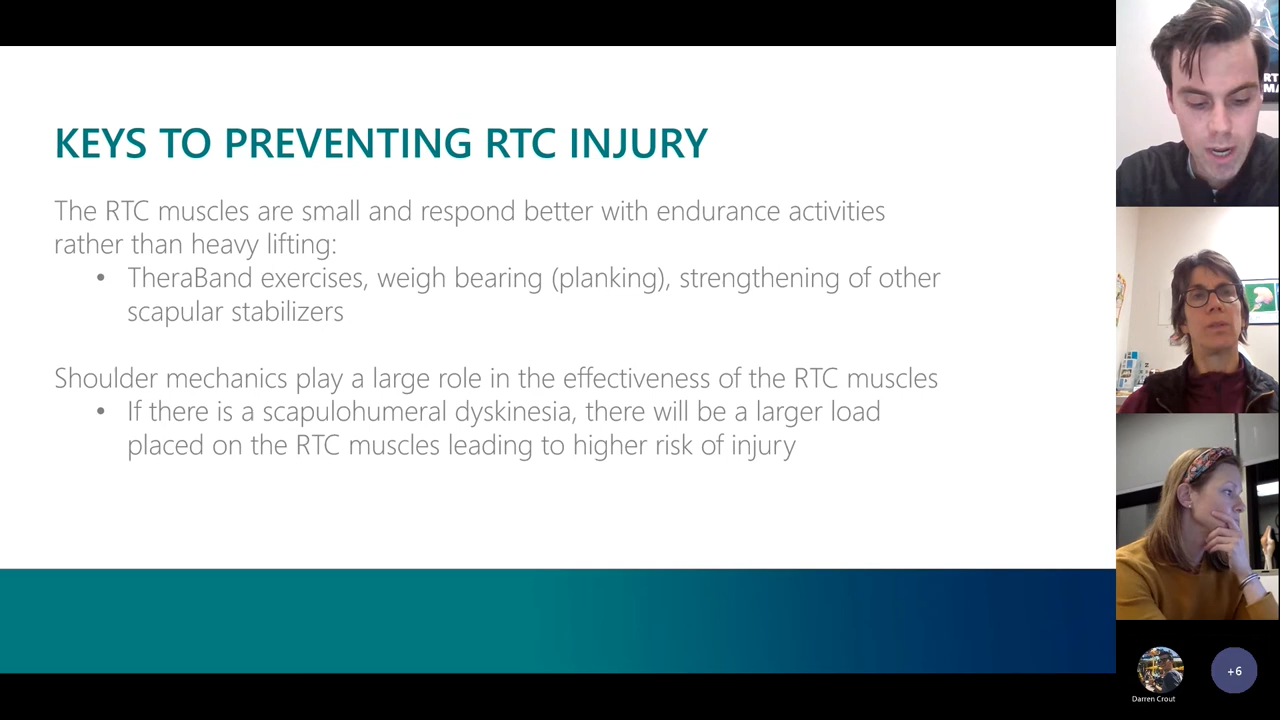 KEYS TO PREVENTING RTC INJURY
The RTC muscles are small and respond better with endurance activities
rather than heavy lifting:
• TheraBand exercises, weigh bearing (planking), strengthening of other
scapular stabilizers
Shoulder mechanics play a large role in the effectiveness of the RTC muscles
• If there is a scapulohumeral dyskinesia, there will be a larger load
placed on the RTC muscles leading to higher risk of injury
Darren Crout
+6